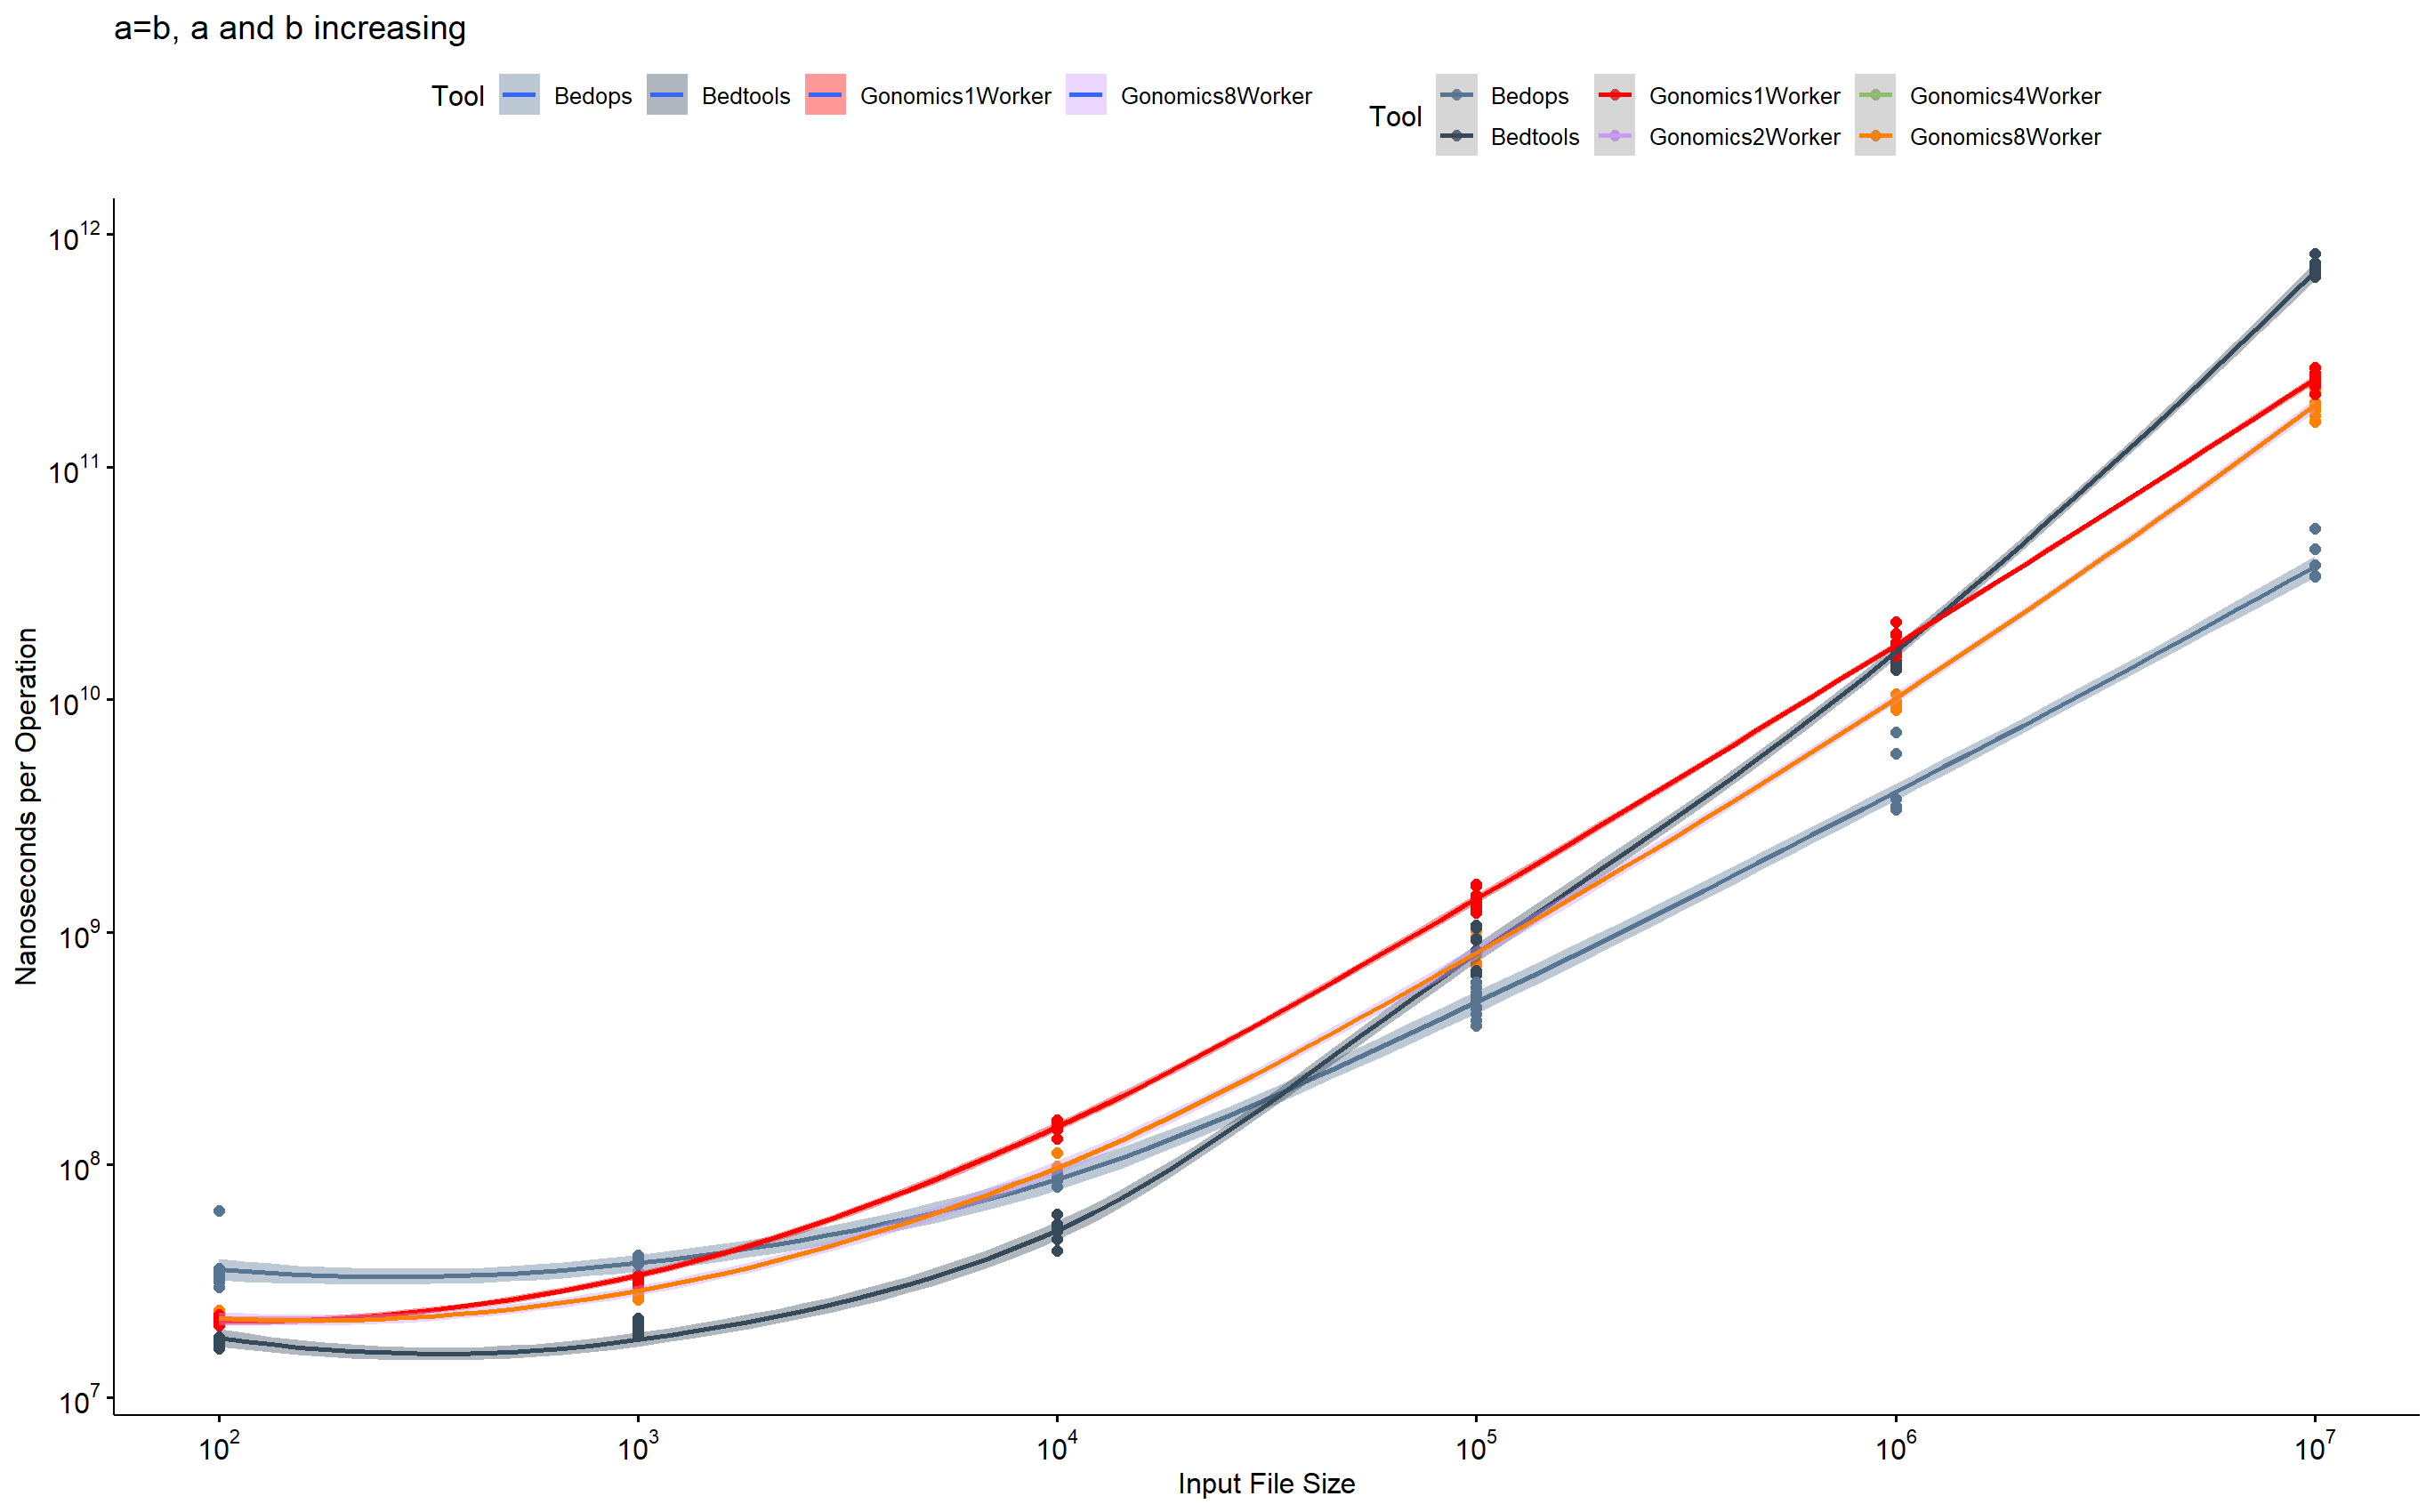 a=b, a and b increasing
Tool Bedops Bedtools Gonomics1Worker Gonomics8Worker
Tool
Bedops Gonomics1Worker Gonomics4Worker
Bedtools Gonomics2Worker Gonomics8Worker
Nanoseconds per Operation
10^12
10^11
10^10
10^9
10^8
10^7
10^2 10^3 10^4 10^5 10^6 10^7
Input File Size